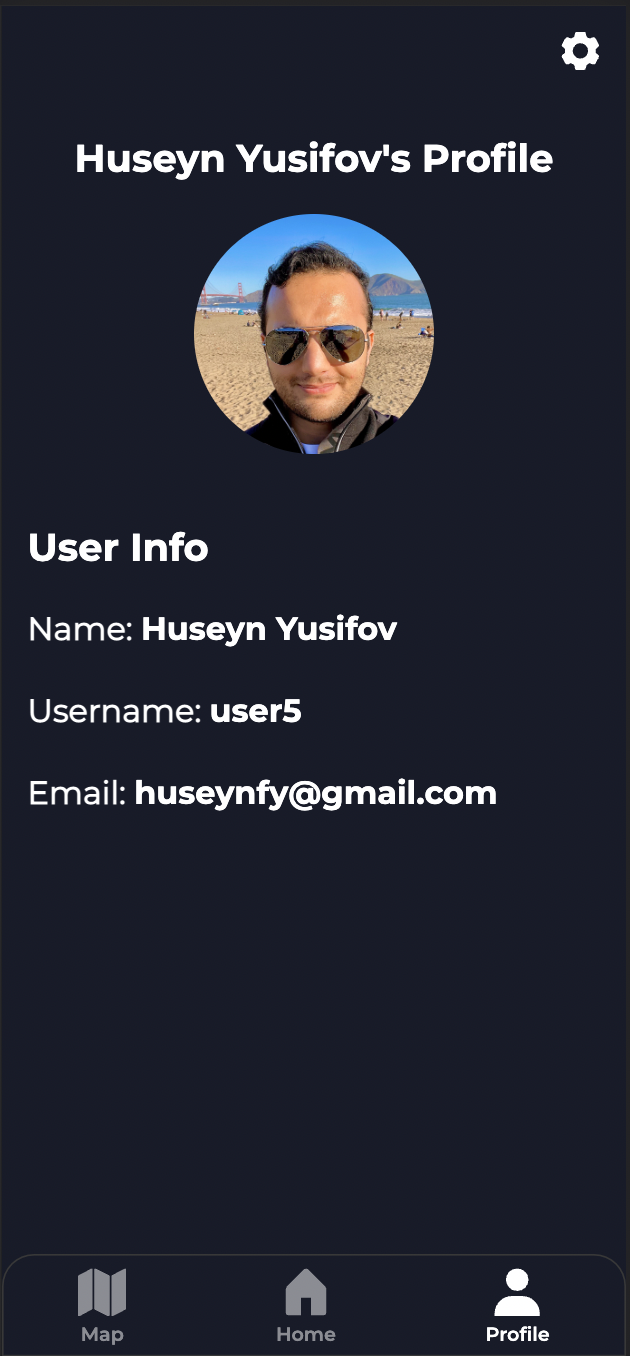 Huseyn Yusifov's Profile
User Info
Name: Huseyn Yusifov
Username: user5
Email: huseynfy@gmail.com
Map Home Profile